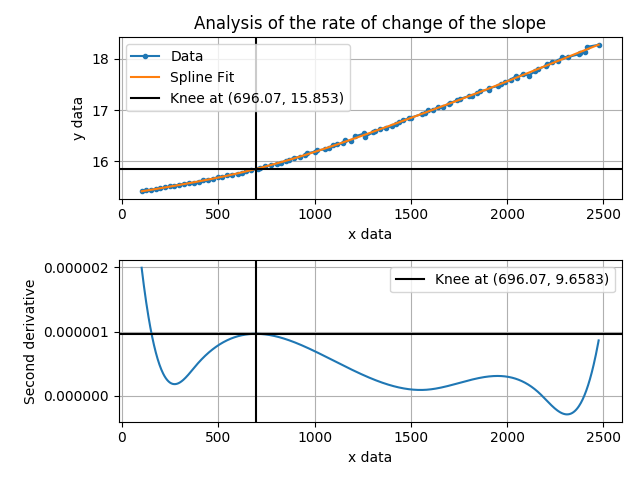 Analysis of the rate of change of the slope
Data
Spline Fit
Knee at (696.07, 15.853)
18
17
16
y data
0 500 1000 1500 2000 2500
x data
Knee at (696.07, 9.6583)
0.000002
0.000001
0.000000
Second derivative
0 500 1000 1500 2000 2500
x data